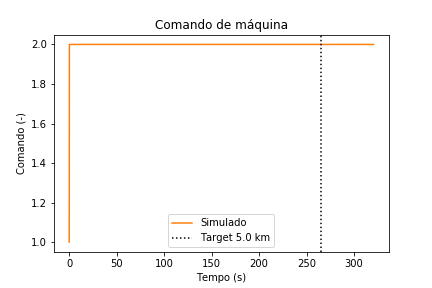 Comando de máquina
2.0
1.8
1.6
1.4
1.2
1.0
Comando (-)
Simulado
Target 5.0 km
0 50 100 150 200 250 300
Tempo (s)